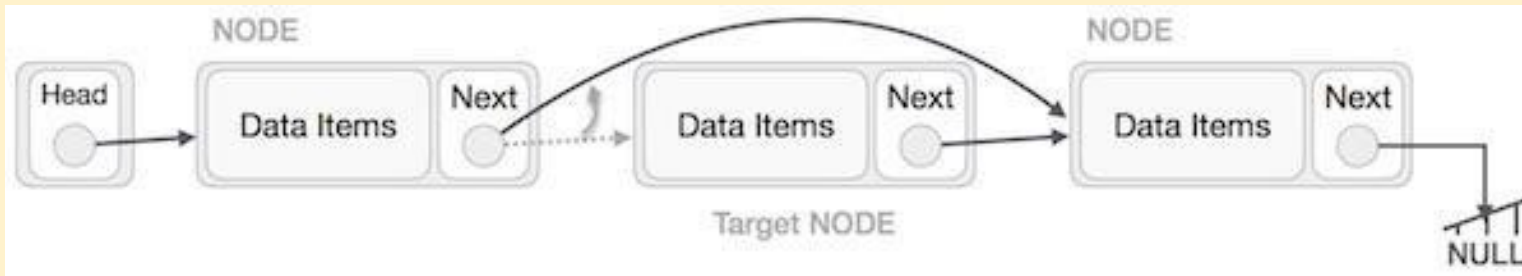 NODE
NODE
Head
Data Items
Next
Data Items
Next
Data Items
Next
Target NODE
NULL